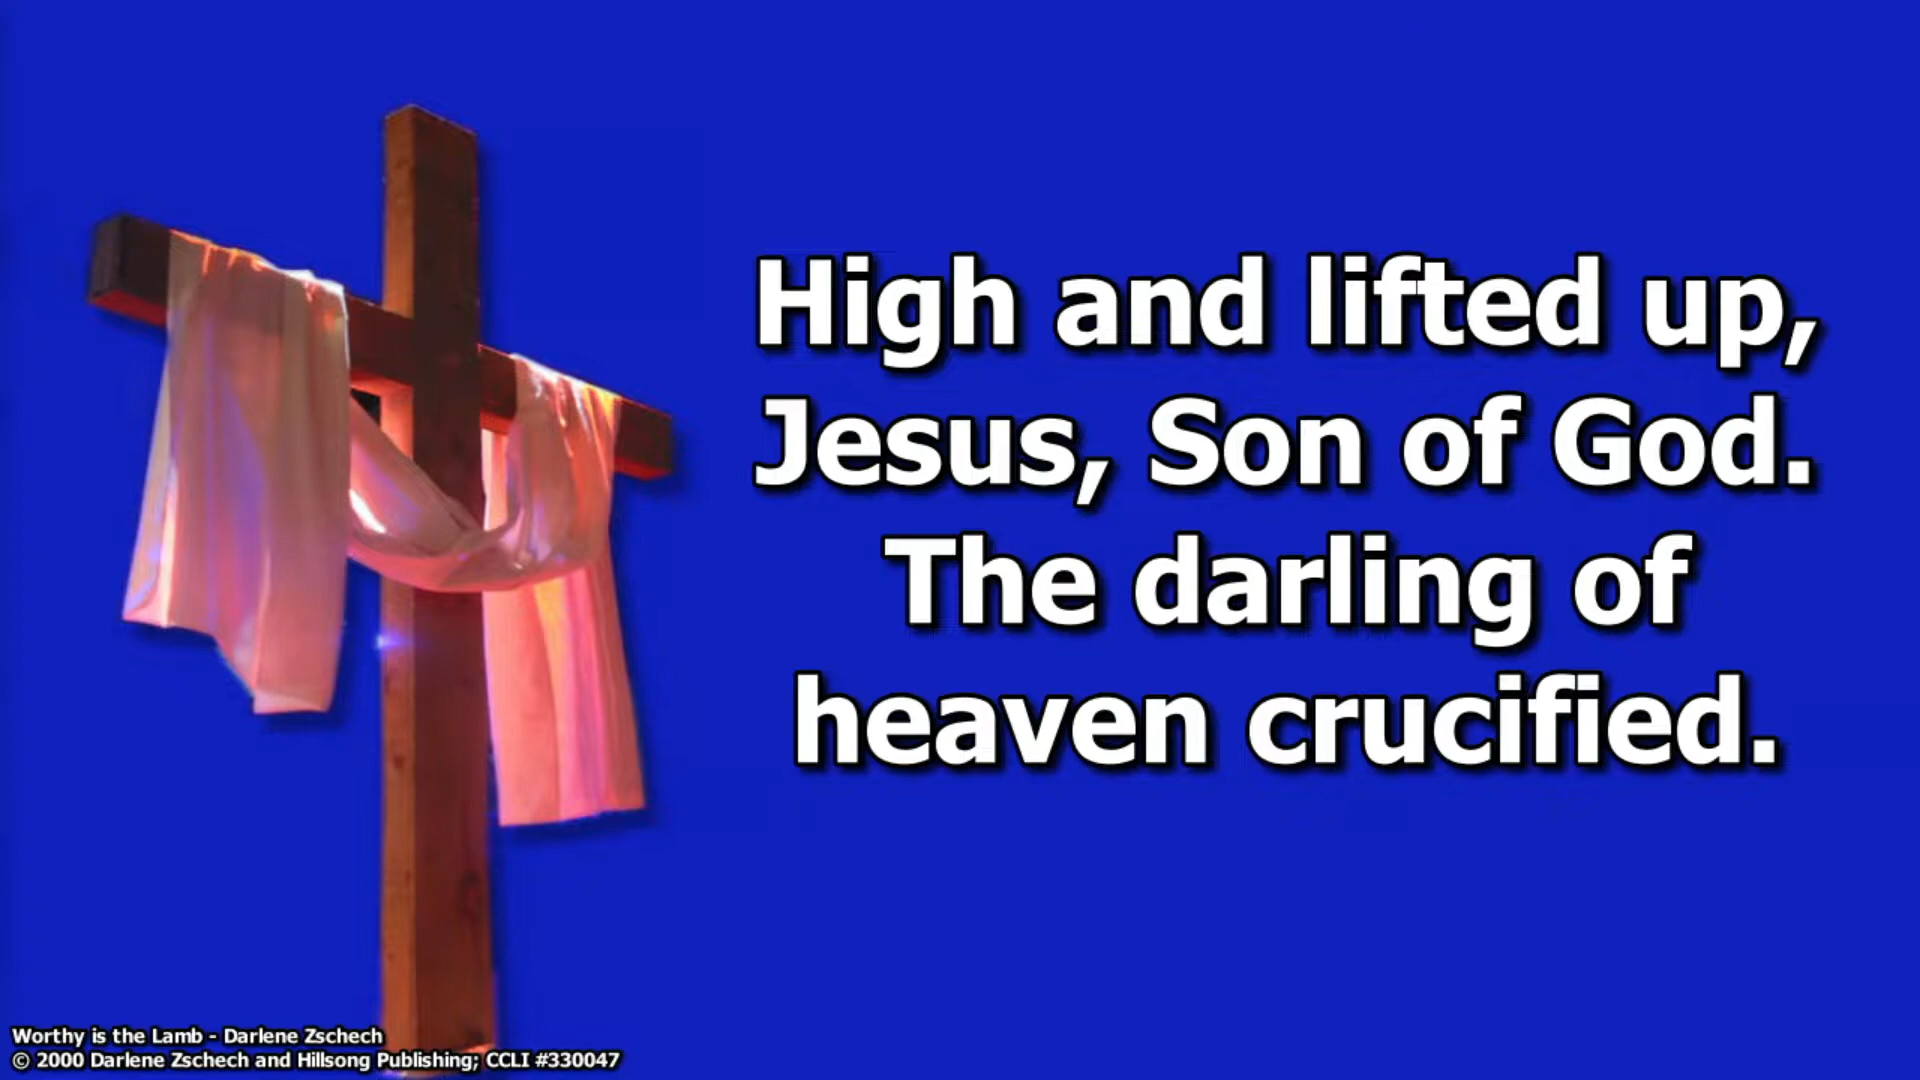 High and lifted up,
Jesus, Son of God.
The darling of
heaven crucified.
Worthy is the Lamb - Darlene Zschech
© 2000 Darlene Zschech and Hillsong Publishing; CCLI #330047